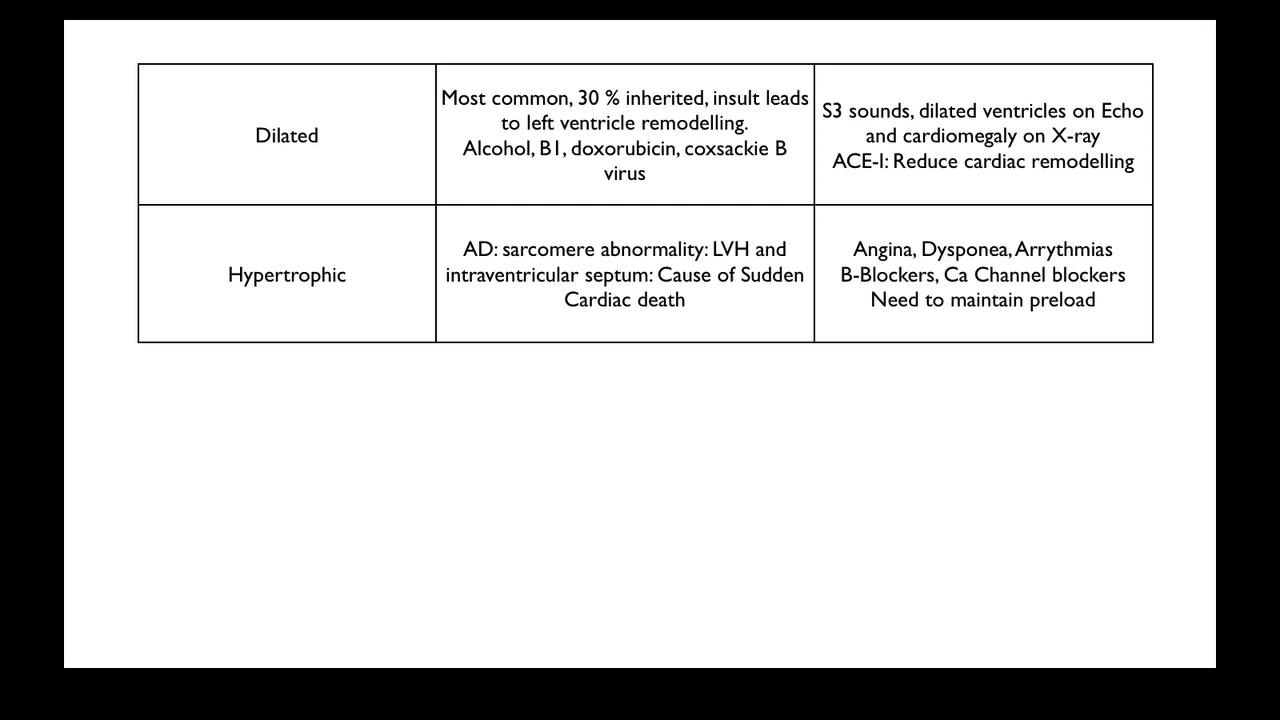 Dilated
Most common, 30 % inherited, insult leads
to left ventricle remodelling.
Alcohol, B1, doxorubicin, coxsackie B
virus
S3 sounds, dilated ventricles on Echo
and cardiomegaly on X-ray
ACE-I: Reduce cardiac remodelling
Hypertrophic
AD: sarcomere abnormality: LVH and
intraventricular septum: Cause of Sudden
Cardiac death
Angina, Dysponea, Arrythmias
B-Blockers, Ca Channel blockers
Need to maintain preload